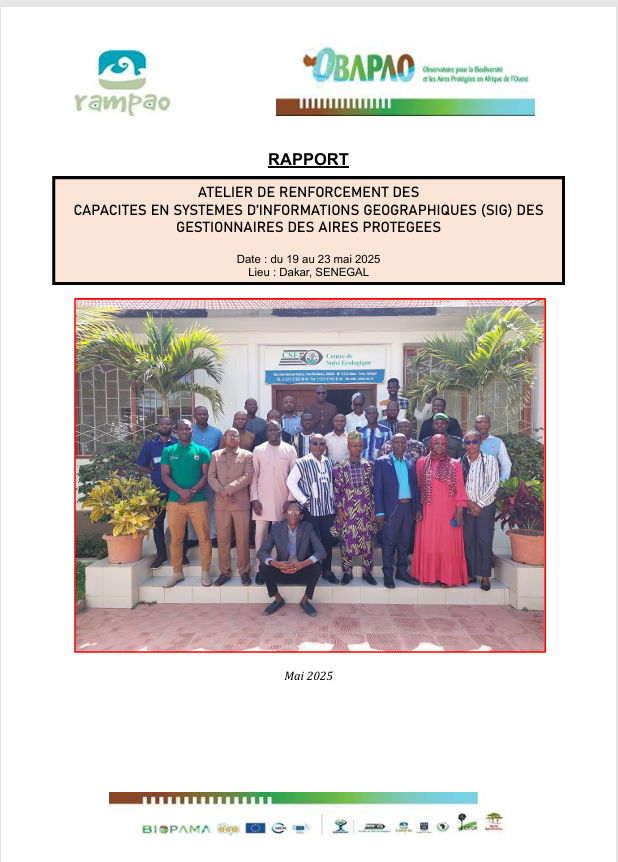 rampao
OBAPAO
Observatoire pour la Biodiversité
et les Aires Protégées en Afrique de l'Ouest
RAPPORT
ATELIER DE RENFORCEMENT DES
CAPACITES EN SYSTEMES D'INFORMATIONS GEOGRAPHIQUES (SIG) DES
GESTIONNAIRES DES AIRES PROTEGEES
Date : du 19 au 23 mai 2025
Lieu : Dakar, SENEGAL
CSE
Centre de
Suivi Ecologique
Mai 2025
BIOPAMA